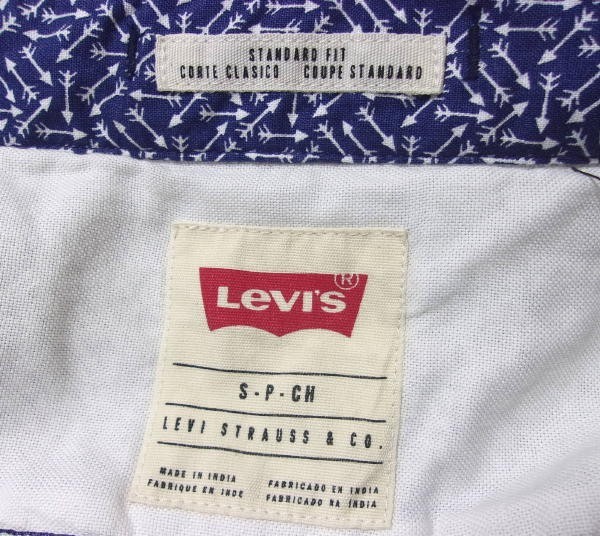 STANDARD FIT
CORTE CLASICO COUPE STANDARD
LEVI'S ®
S-P-CH
LEVI STRAUSS & CO.
MADE IN INDIA FABRICADO EN INDIA
FABRIQUE EN INDE FABRICADO NA ÍNDIA